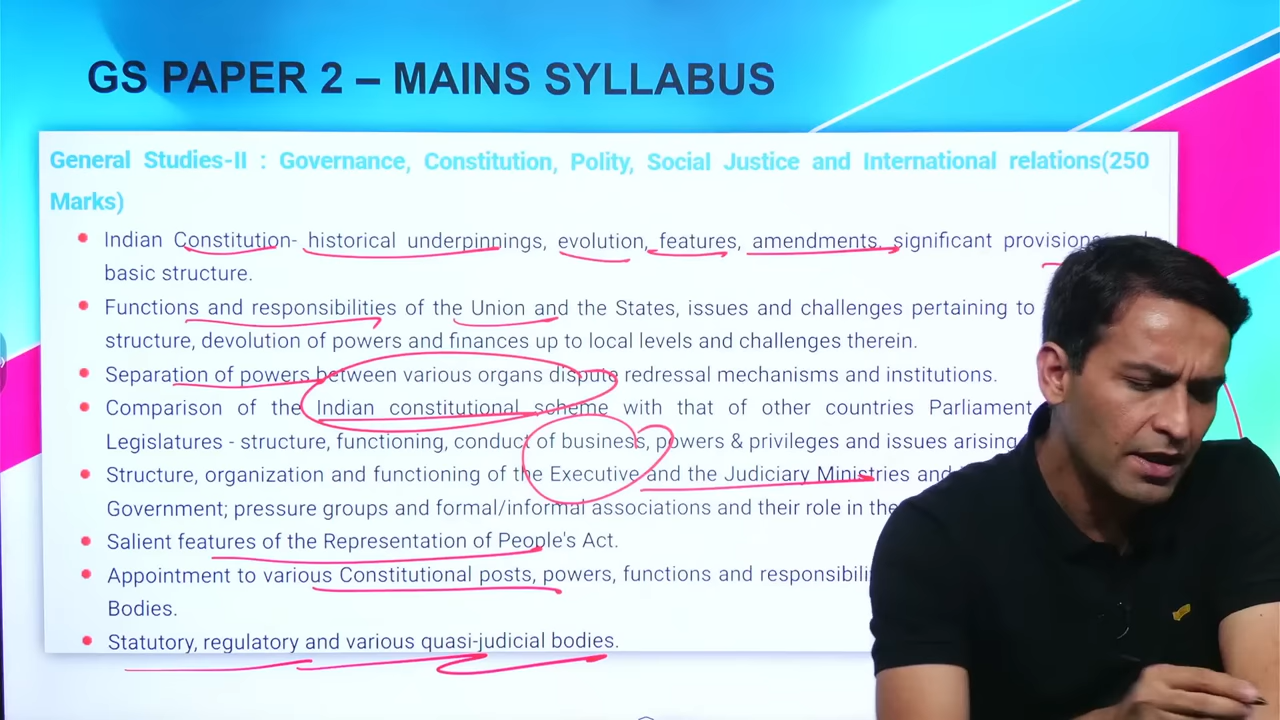 GS PAPER 2 – MAINS SYLLABUS
General Studies-II : Governance, Constitution, Polity, Social Justice and International relations(250
Marks)
Indian Constitution- historical underpinnings, evolution, features, amendments, significant provisions
basic structure.
Functions and responsibilities of the Union and the States, issues and challenges pertaining to
structure, devolution of powers and finances up to local levels and challenges therein.
Separation of powers between various organs dispute redressal mechanisms and institutions.
Comparison of the Indian constitutional scheme with that of other countries Parliament
Legislatures - structure, functioning, conduct of business, powers & privileges and issues arising
Structure, organization and functioning of the Executive and the Judiciary Ministries and
Government; pressure groups and formal/informal associations and their role in the
Salient features of the Representation of People's Act.
Appointment to various Constitutional posts, powers, functions and
Bodies.
Statutory, regulatory and various quasi-judicial bodies.